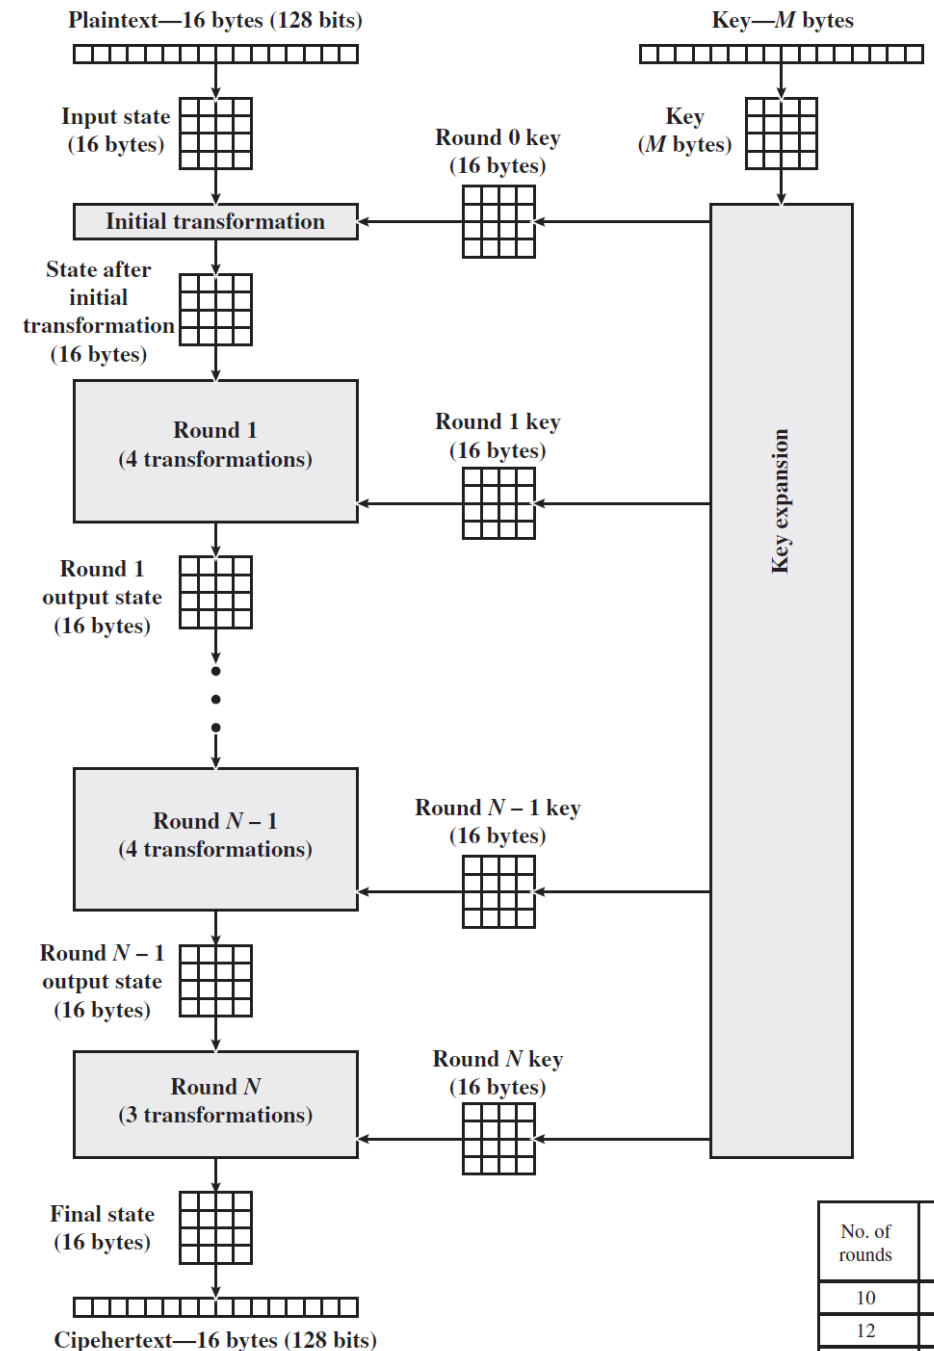 Plaintext—16 bytes (128 bits)
Key—M bytes
Input state
(16 bytes)
Key
(M bytes)
Round 0 key
(16 bytes)
Initial transformation
State after
initial
transformation
(16 bytes)
Round 1
(4 transformations)
Round 1 key
(16 bytes)
Key expansion
Round 1
output state
(16 bytes)
Round N – 1
(4 transformations)
Round N – 1 key
(16 bytes)
Round N – 1
output state
(16 bytes)
Round N
(3 transformations)
Round N key
(16 bytes)
Final state
(16 bytes)
No. of
rounds
10
12
Cipehertext—16 bytes (128 bits)